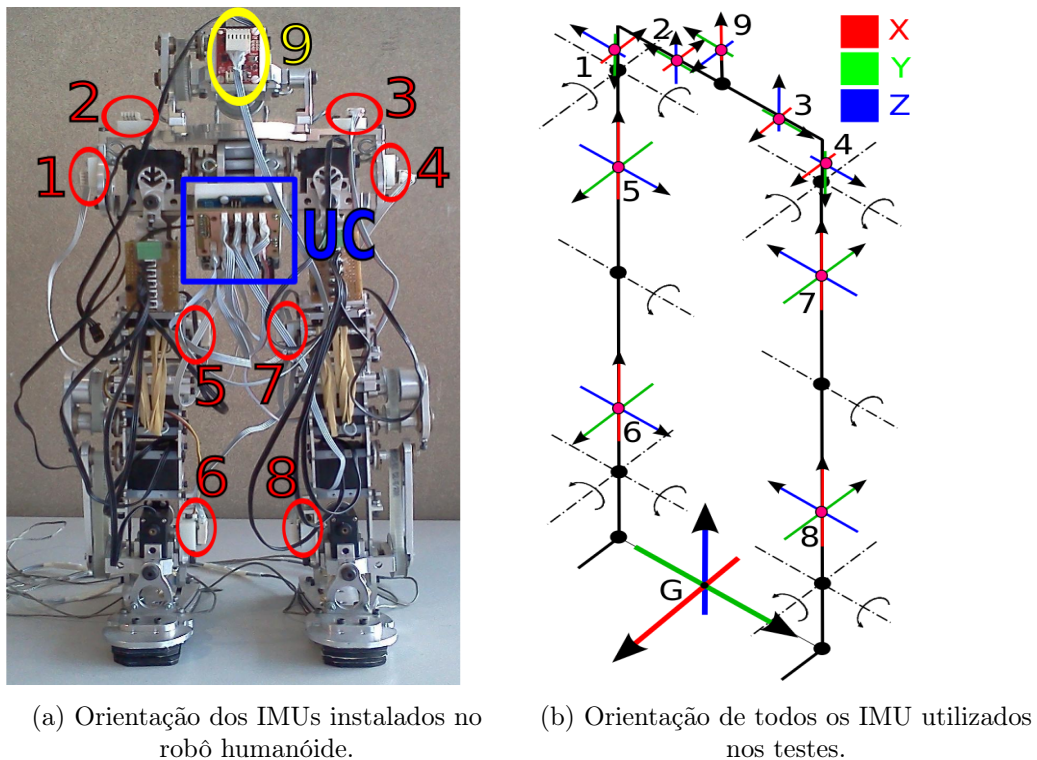 9
2
3
1
4
UC
5
7
6
8
1
2
9
X
Y
Z
3
4
5
7
6
8
G
(a) Orientação dos IMUs instalados no
robô humanóide.
(b) Orientação de todos os IMU utilizados
nos testes.